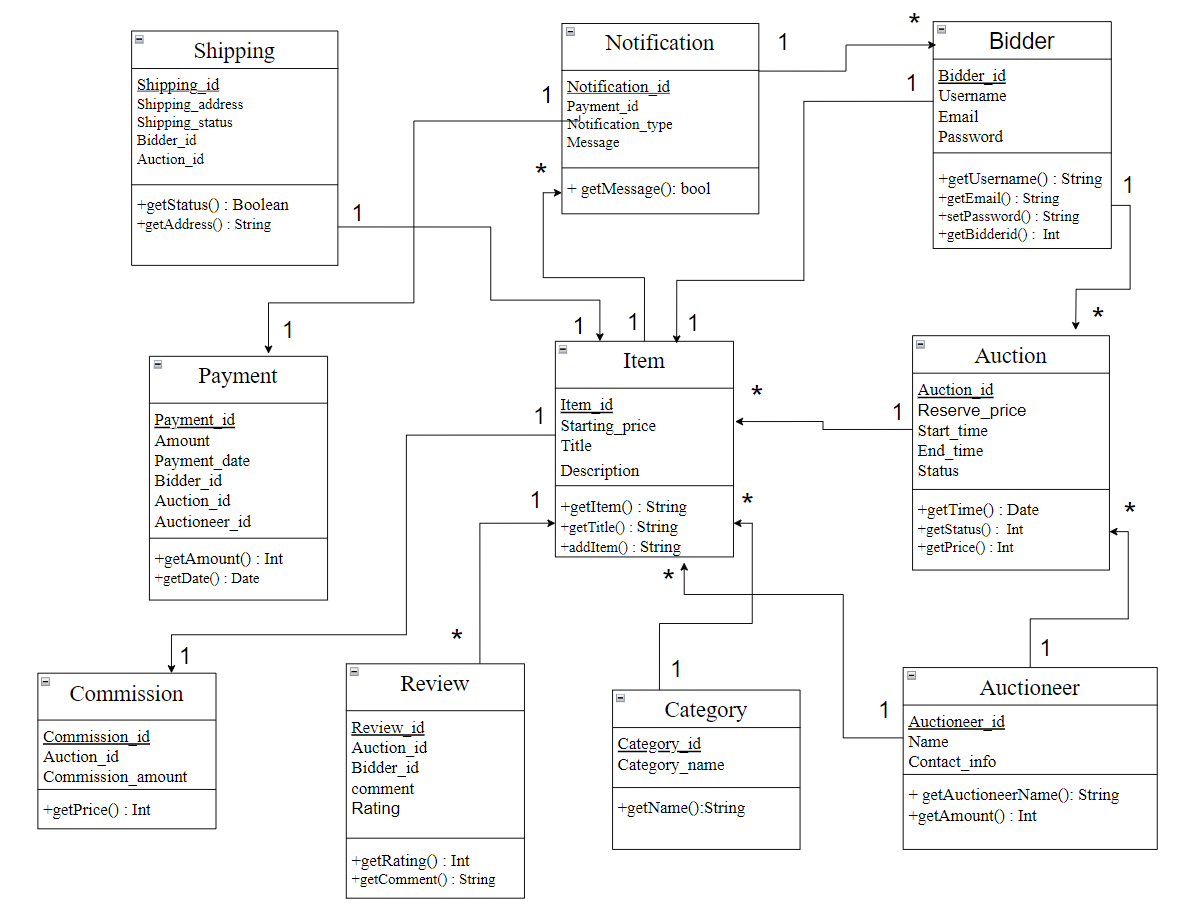 Shipping
Shipping_id
Shipping_address
Shipping_status
Bidder_id
Auction_id
+getStatus() : Boolean
+getAddress() : String
1
Notification
Notification_id
Payment_id
Notification_type
Message
+ getMessage(): bool
1
*
1
*
Bidder
Bidder_id
Username
Email
Password
+getUsername() : String
+getEmail() : String
+setPassword() : String
+getBidderid() : Int
1
1
*
1
Payment
Payment_id
Amount
Payment_date
Bidder_id
Auction_id
Auctioneer_id
+getAmount() : Int
+getDate() : Date
1
1
1
Item
Item_id
Starting_price
Title
Description
+getItem() : String
+getTitle() : String
+addItem() : String
1
1
*
*
*
Auction
Auction_id
Reserve_price
Start_time
End_time
Status
+getTime() : Date
+getStatus() : Int
+getPrice() : Int
1
*
1
Commission
Commission_id
Auction_id
Commission_amount
+getPrice() : Int
*
Review
Review_id
Auction_id
Bidder_id
comment
Rating
+getRating() : Int
+getComment() : String
1
Category
Category_id
Category_name
+getName():String
1
1
Auctioneer
Auctioneer_id
Name
Contact_info
+ getAuctioneerName(): String
+getAmount() : Int